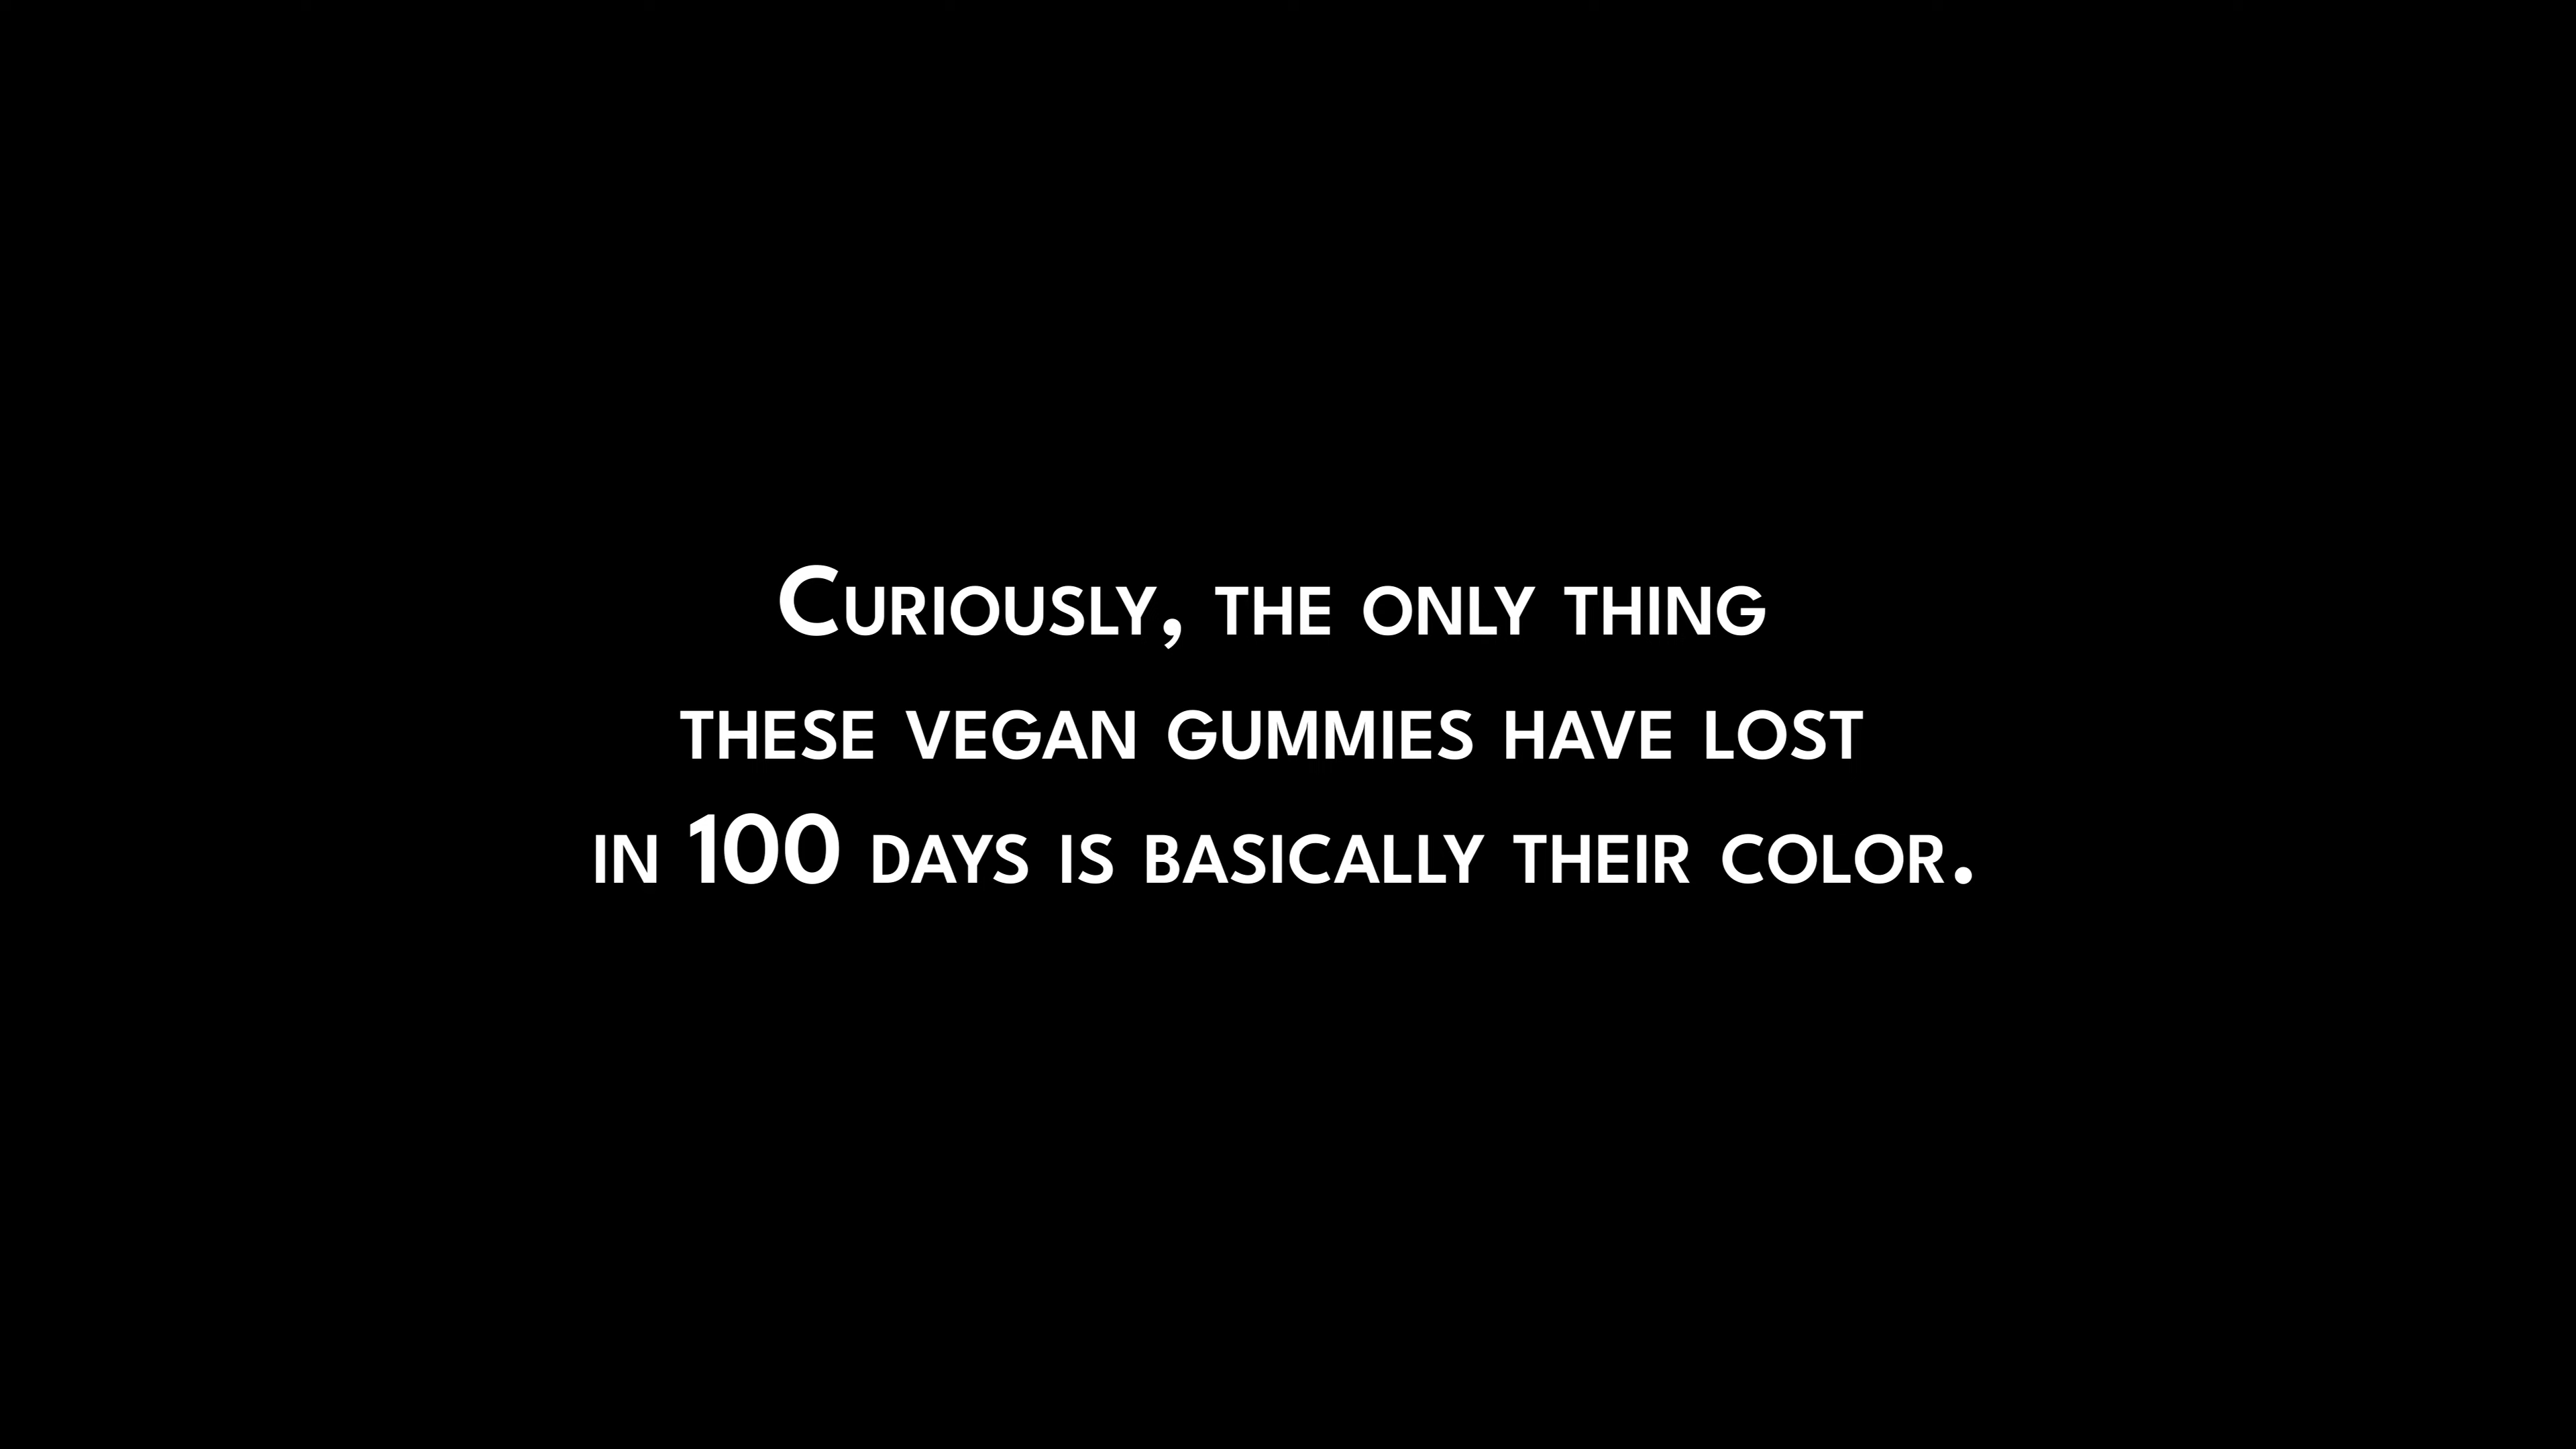 Curiously, the only thing
these vegan gummies have lost
in 100 days is basically their color.